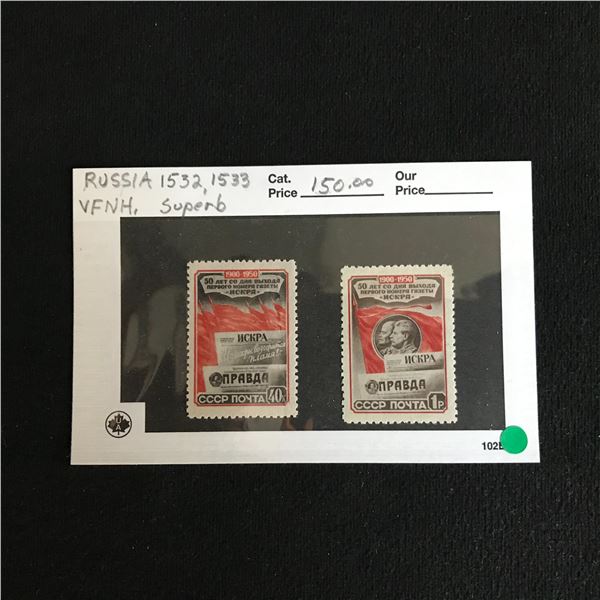 RUSSIA 1532, 1533
VFNH. Superb
Cat.
Price 150.00
Our
Price
1900-1950
50 ЛЕТ СО ДНЯ ВЫХОДА
ПЕРВОГО НОМЕРА ГАЗЕТЫ
«ИСКРА»
ИСКРА
ПРАВДА
СССР ПОЧТА 40к
1900-1950
50 ЛЕТ СО ДНЯ ВЫХОДА
ПЕРВОГО НОМЕРА ГАЗЕТЫ
«ИСКРА»
ИСКРА
ПРАВДА
СССР ПОЧТА 1р.